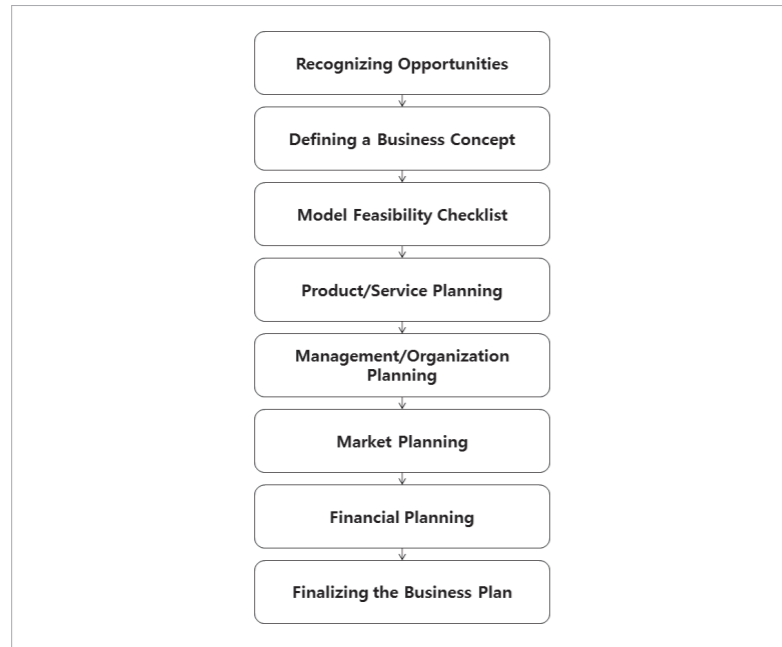 Recognizing Opportunities
Defining a Business Concept
Model Feasibility Checklist
Product/Service Planning
Management/Organization
Planning
Market Planning
Financial Planning
Finalizing the Business Plan